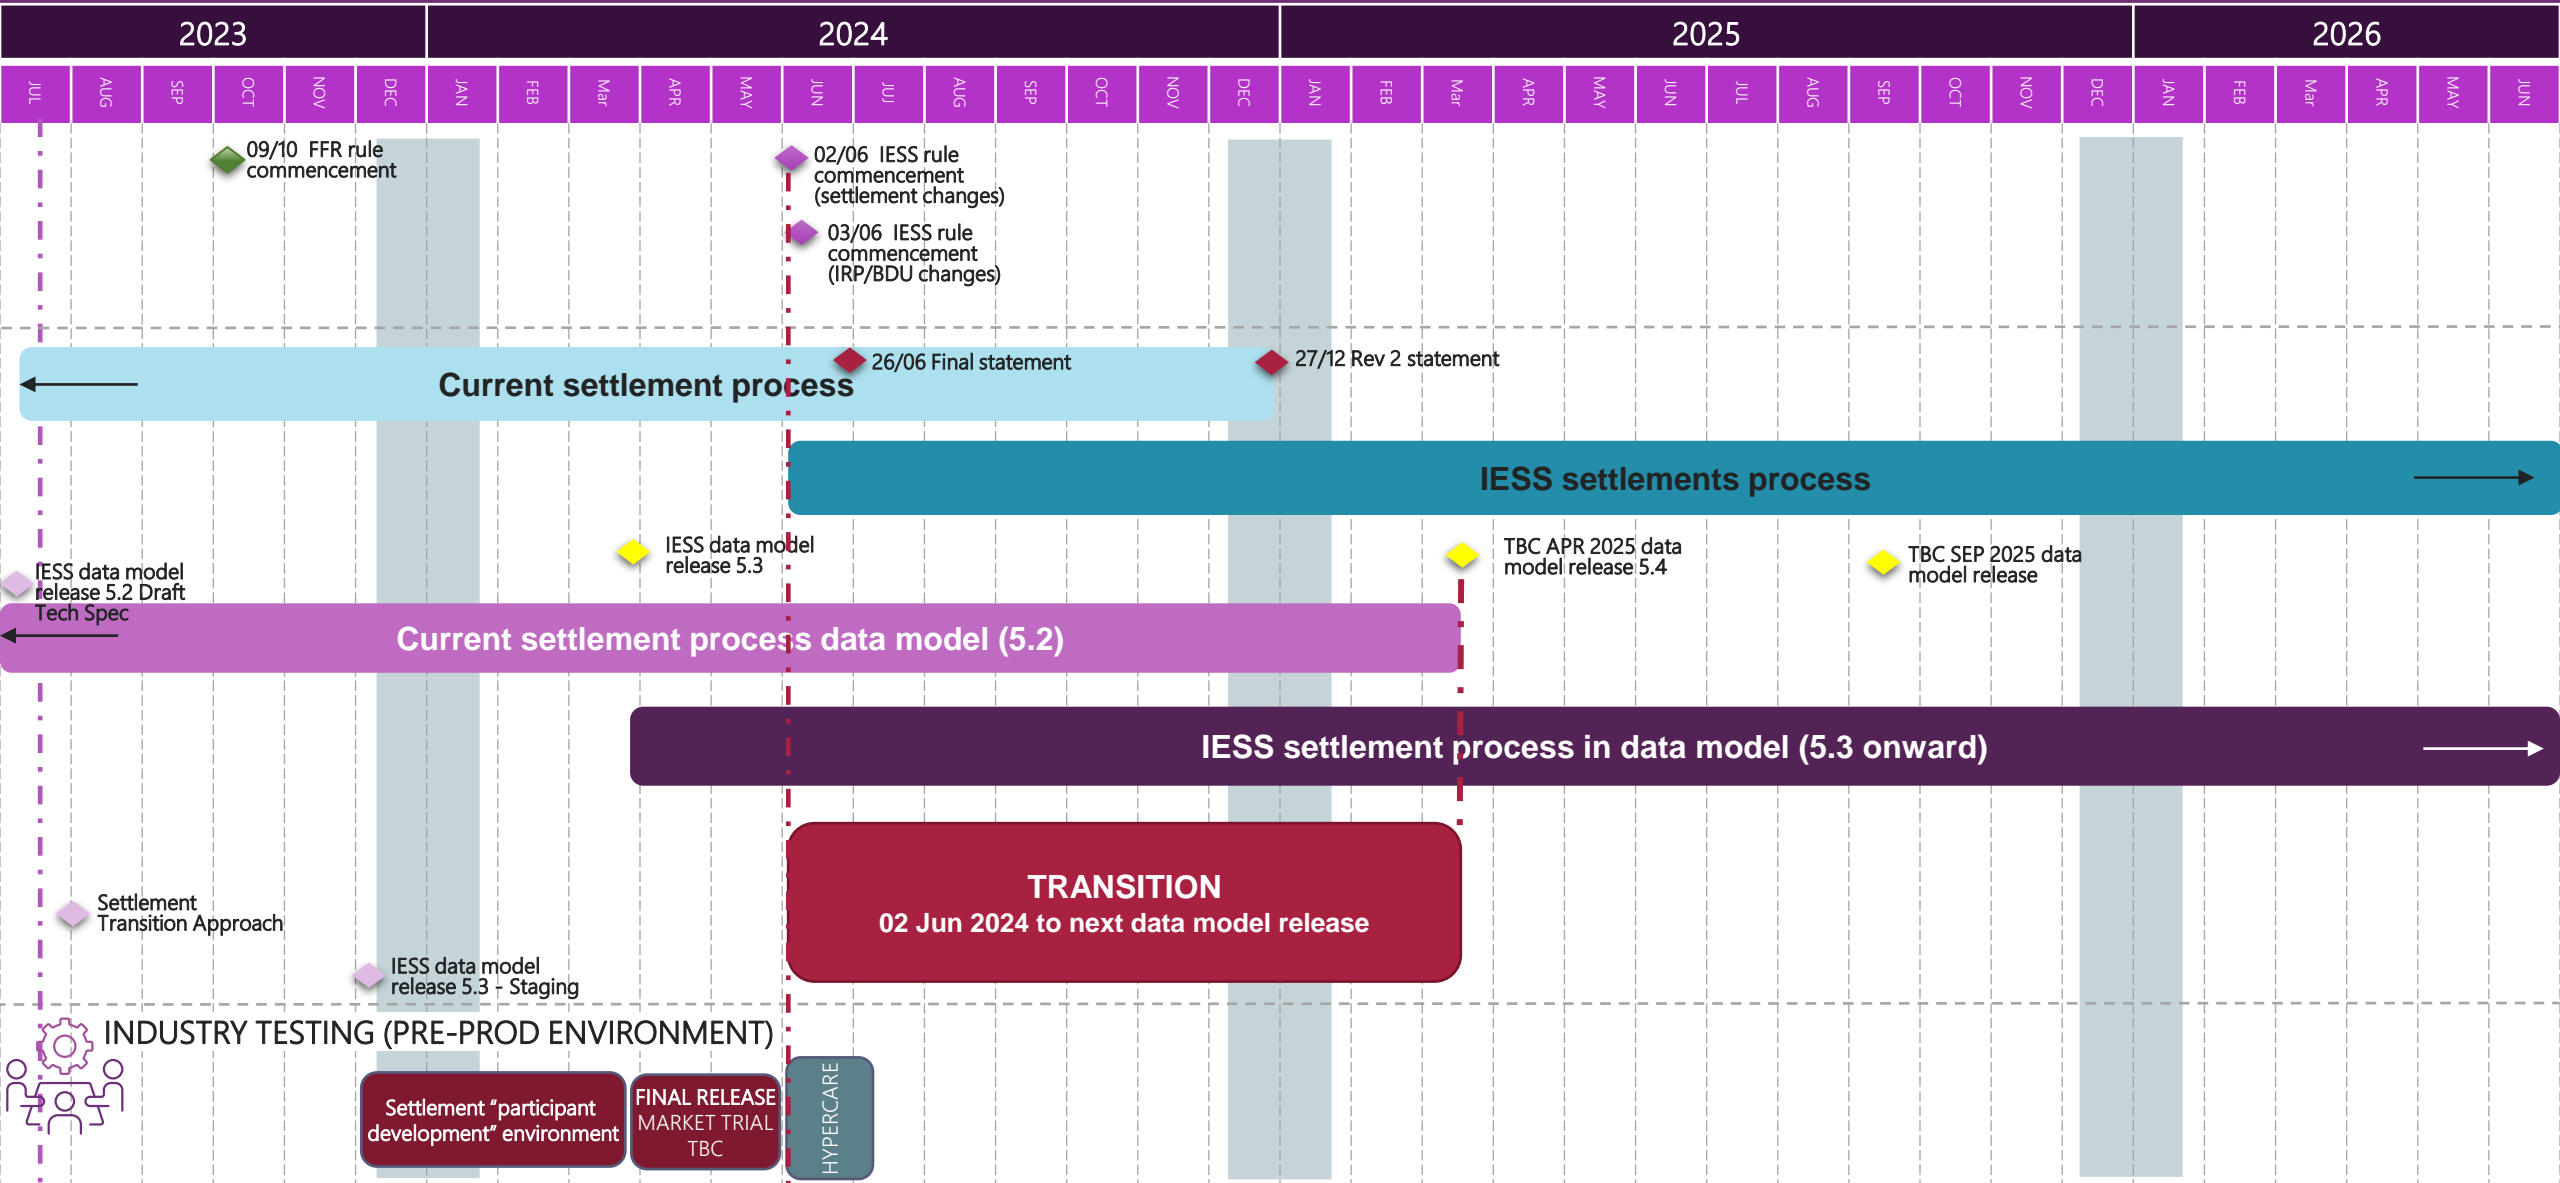 2023
2024
2025
2026
JUL
AUG
SEP
OCT
NOV
DEC
JAN
FEB
Mar
APR
MAY
JUN
JUJ
AUG
SEP
OCT
NOV
DEC
JAN
FEB
Mar
APR
MAY
JUN
JUL
AUG
SEP
OCT
NOV
DEC
JAN
FEB
Mar
APR
MAY
JUN
09/10 FFR rule
commencement
02/06 IESS rule
commencement
(settlement changes)
03/06 IESS rule
commencement
(IRP/BDU changes)
Current settlement process
26/06 Final statement
27/12 Rev 2 statement
IESS settlements process
IESS data model
release 5.2 Draft
Tech Spec
IESS data model
release 5.3
TBC APR 2025 data
model release 5.4
TBC SEP 2025 data
model release
Current settlement process data model (5.2)
IESS settlement process in data model (5.3 onward)
TRANSITION
02 Jun 2024 to next data model release
Settlement
Transition Approach
IESS data model
release 5.3 - Staging
INDUSTRY TESTING (PRE-PROD ENVIRONMENT)
Settlement “participant
development” environment
FINAL RELEASE
MARKET TRIAL
TBC
HYPERCARE